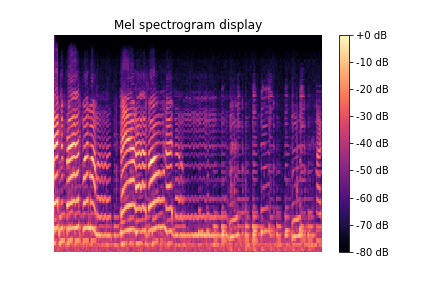 Mel spectrogram display
+0 dB
-10 dB
-20 dB
-30 dB
-40 dB
-50 dB
-60 dB
-70 dB
-80 dB